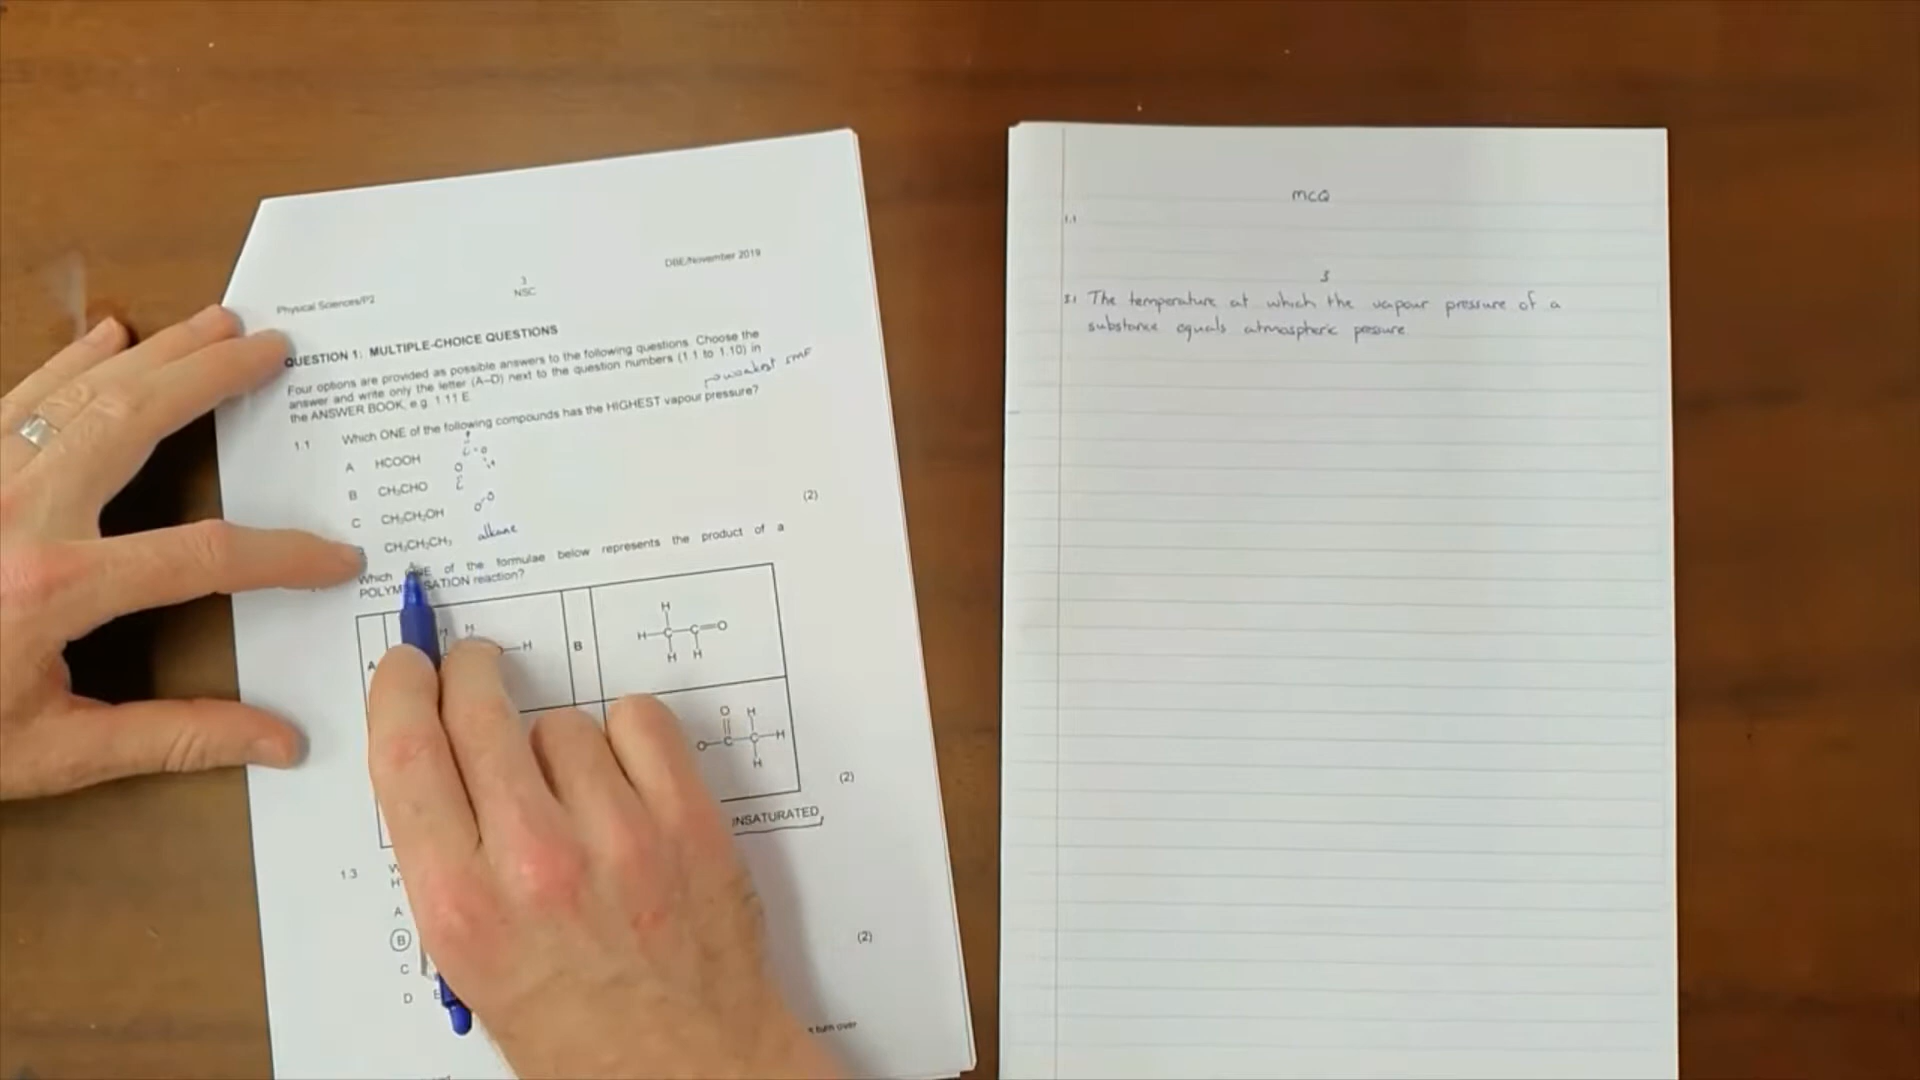 DBE/November 2019
3
NSC
Physical Sciences/P2
QUESTION 1: MULTIPLE-CHOICE QUESTIONS
Four options are provided as possible answers to the following questions. Choose the
answer and write only the letter (A–D) next to the question numbers (1.1 to 1.10) in
the ANSWER BOOK, e.g. 1.11 E.
weakest IMF
1.1 Which ONE of the following compounds has the HIGHEST vapour pressure?
A HCOOH
B CH₃CHO
C CH₃CH₂OH
(2)
CH₃CH₂CH₃ alkane
Which of the formulae below represents the product of a
reaction?
H H
H
A
B
H
H C C O
H H
O H
O C C H
H
(2)
INSATURATED,
1.3
A
B
C
D E
(2)
turn over
MCQ
1.1
3
3.1 The temperature at which the vapour pressure of a
substance equals atmospheric pressure.